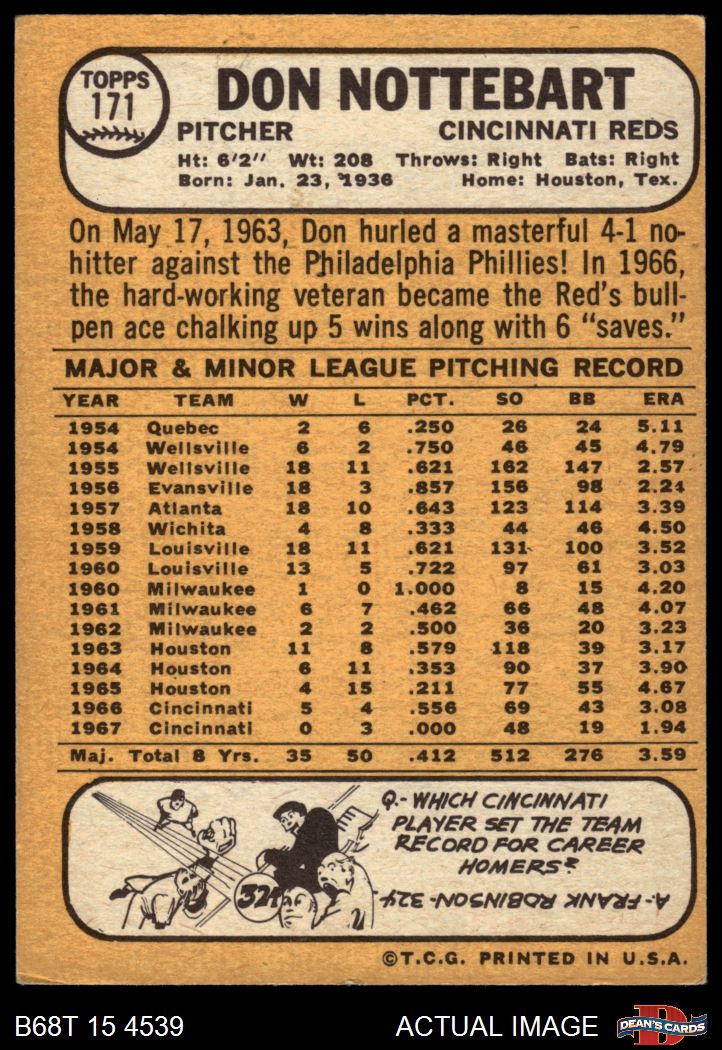 TOPPS
171
DON NOTTEBART
PITCHER CINCINNATI REDS
Ht: 6'2" Wt: 208 Throws: Right Bats: Right
Born: Jan. 23, 1936 Home: Houston, Tex.
On May 17, 1963, Don hurled a masterful 4-1 no-
hitter against the Philadelphia Phillies! In 1966,
the hard-working veteran became the Red's bull-
pen ace chalking up 5 wins along with 6 "saves."
MAJOR & MINOR LEAGUE PITCHING RECORD
YEAR TEAM W L PCT. SO BB ERA
1954 Quebec 2 6 .250 26 24 5.11
1954 Wellsville 6 2 .750 46 45 4.79
1955 Wellsville 18 11 .621 162 147 2.57
1956 Evansville 18 3 .857 156 98 2.24
1957 Atlanta 18 10 .643 123 114 3.39
1958 Wichita 4 8 .333 44 46 4.50
1959 Louisville 18 11 .621 131 100 3.52
1960 Louisville 13 5 .722 97 61 3.03
1960 Milwaukee 1 0 1.000 8 15 4.20
1961 Milwaukee 6 7 .462 66 48 4.07
1962 Milwaukee 2 2 .500 36 20 3.23
1963 Houston 11 8 .579 118 39 3.17
1964 Houston 6 11 .353 90 37 3.90
1965 Houston 4 15 .211 77 55 4.67
1966 Cincinnati 5 4 .556 69 43 3.08
1967 Cincinnati 0 3 .000 48 19 1.94
Maj. Total 8 Yrs. 35 50 .412 512 276 3.59
Q.- WHICH CINCINNATI
PLAYER SET THE TEAM
RECORD FOR CAREER
HOMERS?
A- FRANK ROBINSON- 324
324
©T.C.G. PRINTED IN U.S.A.
B68T 15 4539 ACTUAL IMAGE
DEAN'S CARDS